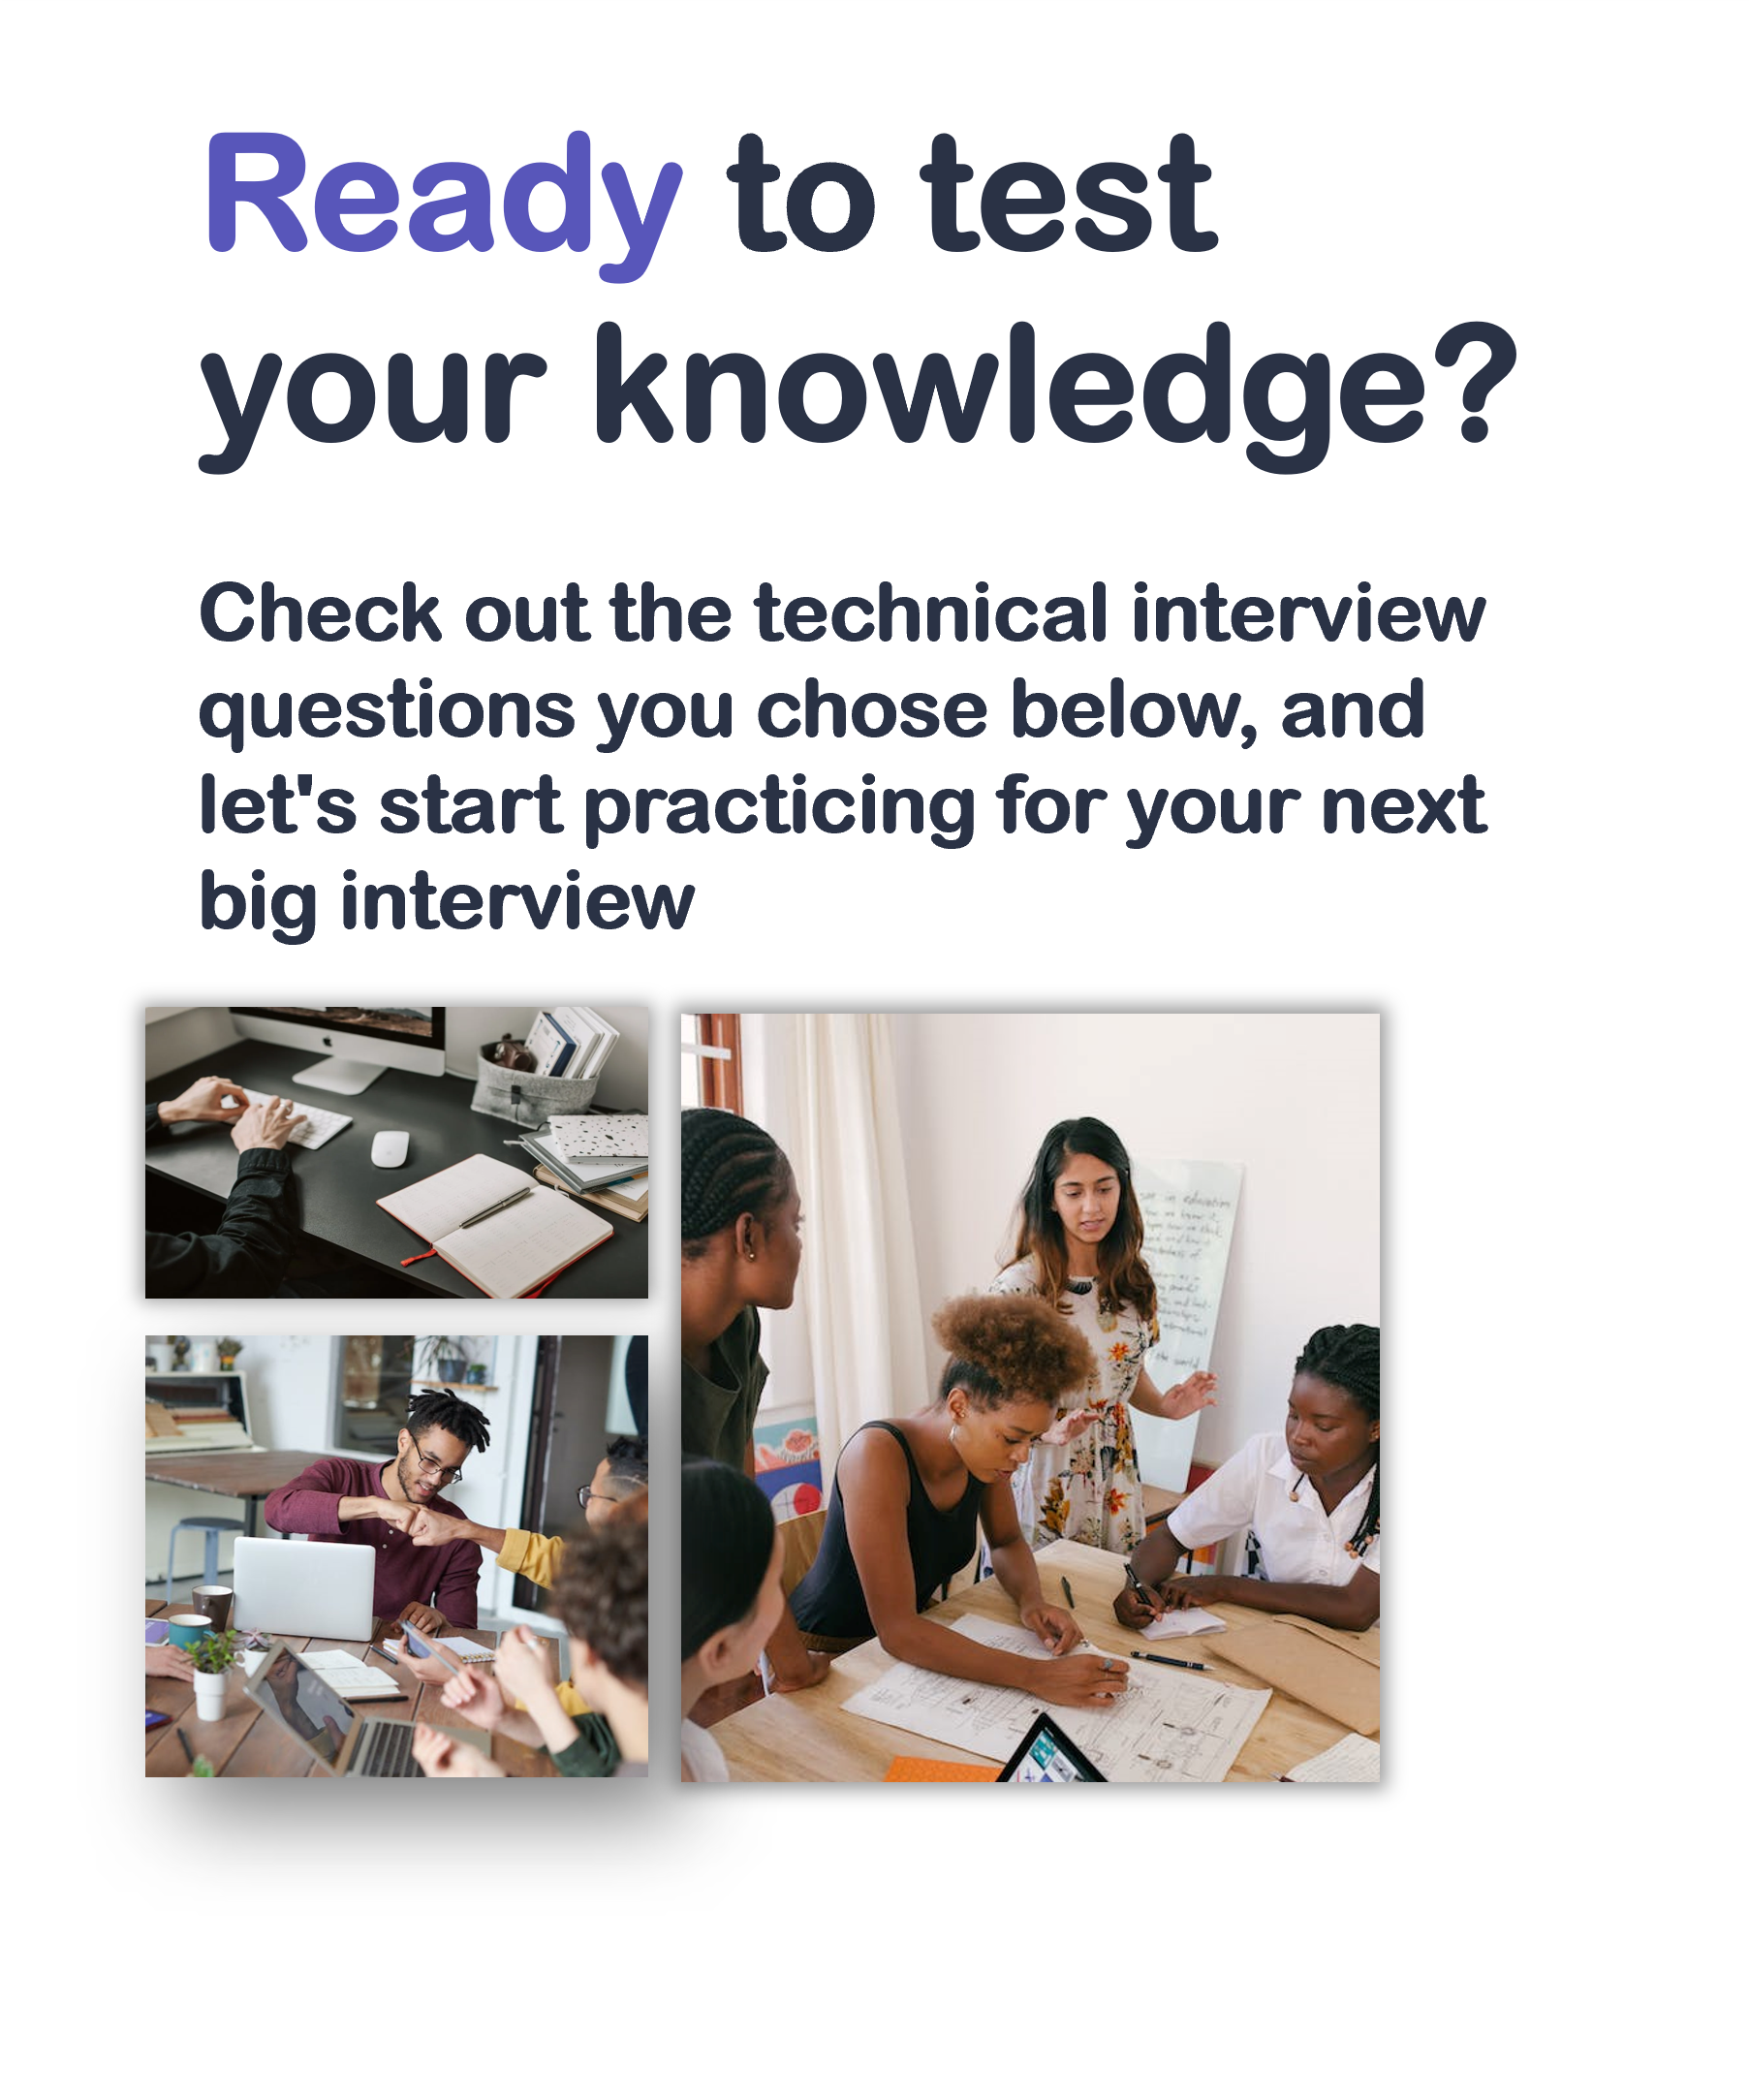 Ready to test
your knowledge?
Check out the technical interview
questions you chose below, and
let's start practicing for your next
big interview